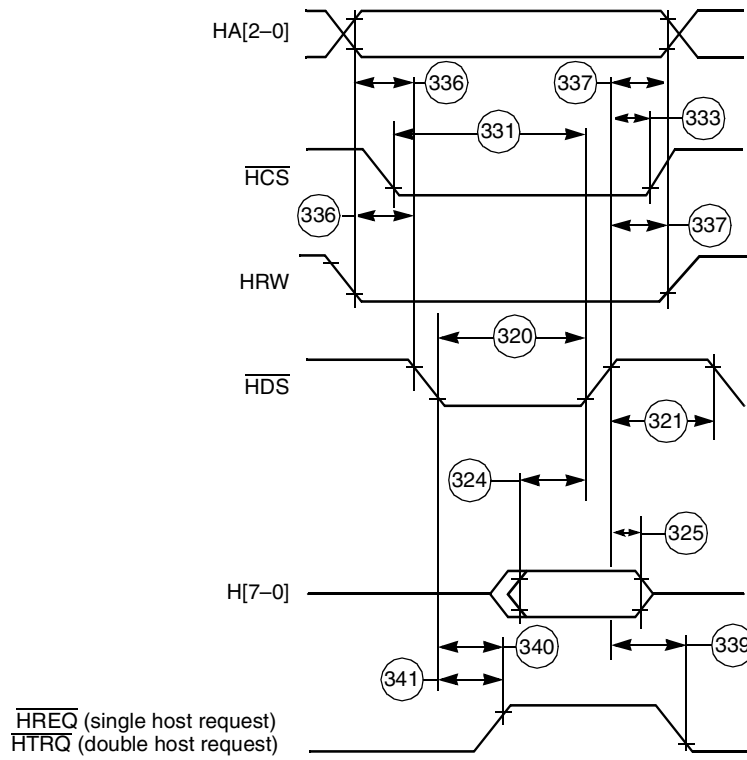 HA[2–0]
336
337
333
331
HCS
336
337
HRW
320
HDS
321
324
325
H[7–0]
340
339
341
HREQ (single host request)
HTRQ (double host request)